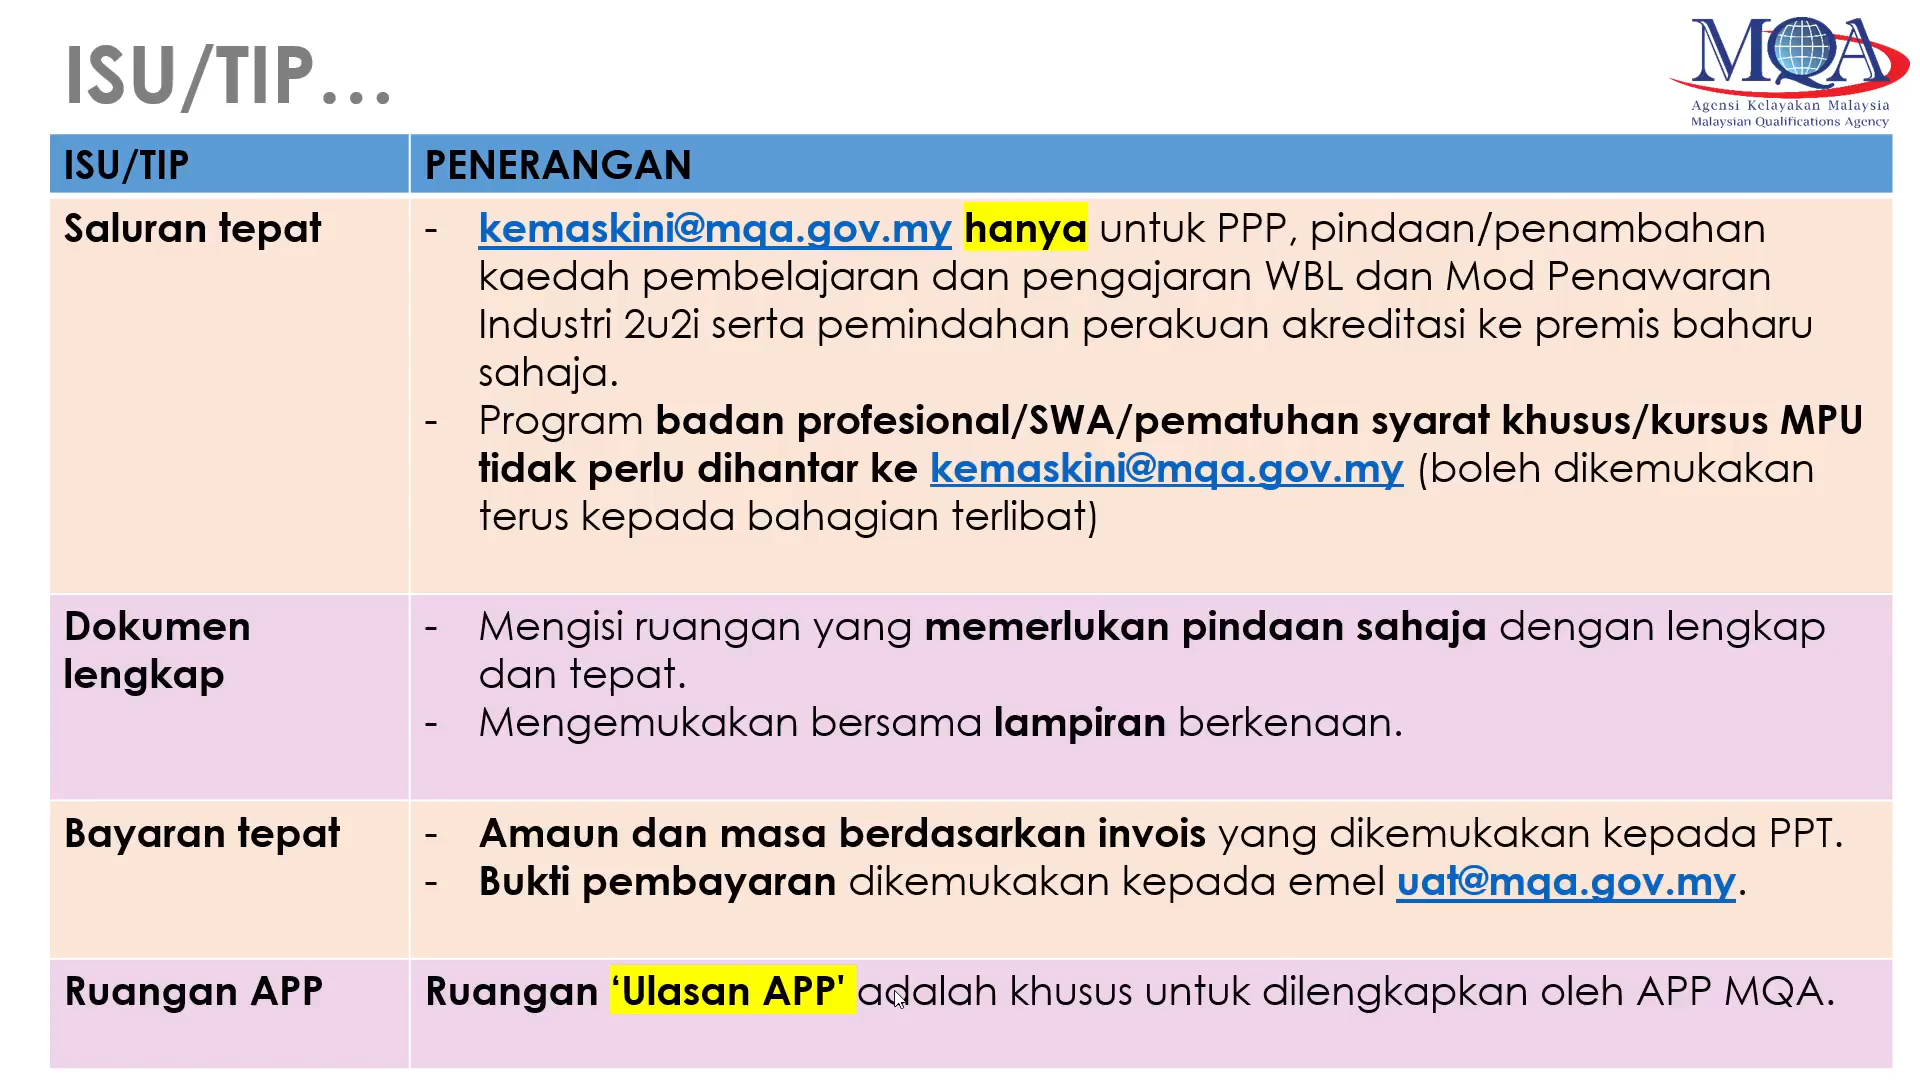 ISU/TIP...
MQA
Agensi Kelayakan Malaysia
Malaysian Qualifications Agency
ISU/TIP
PENERANGAN
Saluran tepat
- kemaskini@mqa.gov.my hanya untuk PPP, pindaan/penambahan
kaedah pembelajaran dan pengajaran WBL dan Mod Penawaran
Industri 2u2i serta pemindahan perakuan akreditasi ke premis baharu
sahaja.
- Program badan profesional/SWA/pematuhan syarat khusus/kursus MPU
tidak perlu dihantar ke kemaskini@mqa.gov.my (boleh dikemukakan
terus kepada bahagian terlibat)
Dokumen
lengkap
- Mengisi ruangan yang memerlukan pindaan sahaja dengan lengkap
dan tepat.
- Mengemukakan bersama lampiran berkenaan.
Bayaran tepat
- Amaun dan masa berdasarkan invois yang dikemukakan kepada PPT.
- Bukti pembayaran dikemukakan kepada emel uat@mqa.gov.my.
Ruangan APP
Ruangan ‘Ulasan APP' adalah khusus untuk dilengkapkan oleh APP MQA.